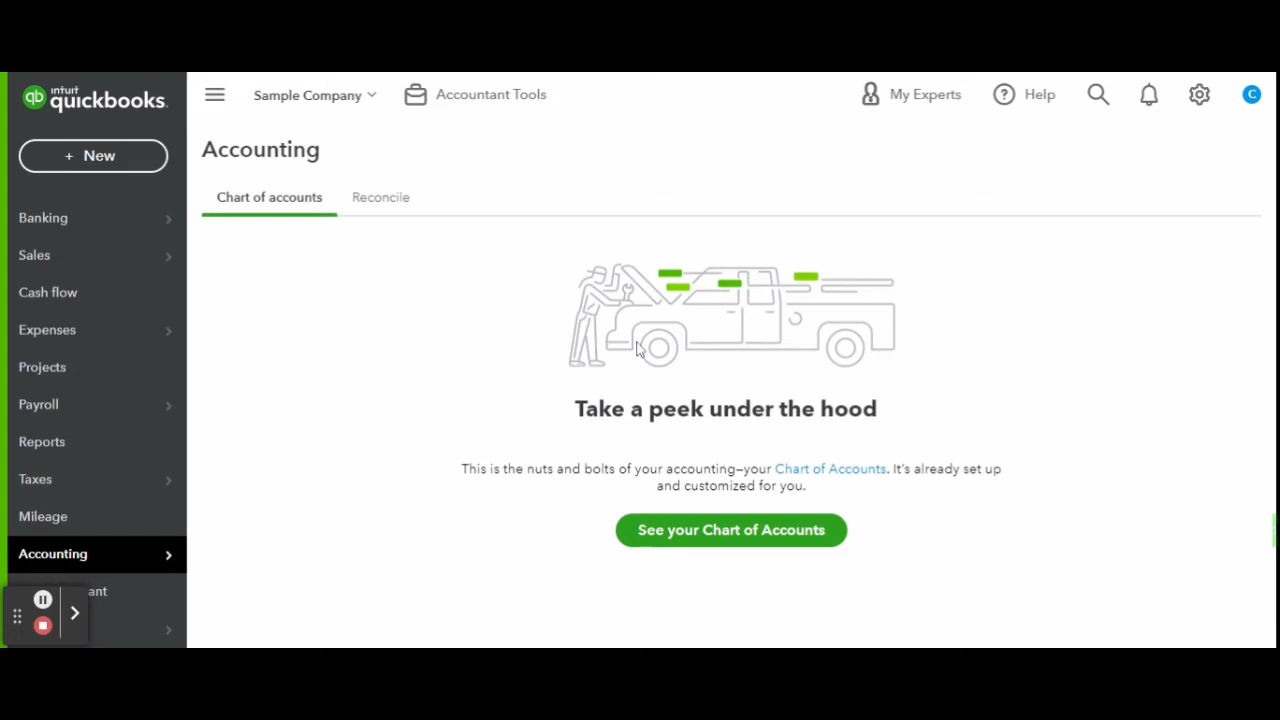 intuit
quickbooks.
Sample Company
Accountant Tools
My Experts
Help
C
+ New
Accounting
Chart of accounts
Reconcile
Banking
Sales
Cash flow
Expenses
Projects
Payroll
Reports
Taxes
Mileage
Accounting
ant
Take a peek under the hood
This is the nuts and bolts of your accounting—your Chart of Accounts. It's already set up
and customized for you.
See your Chart of Accounts